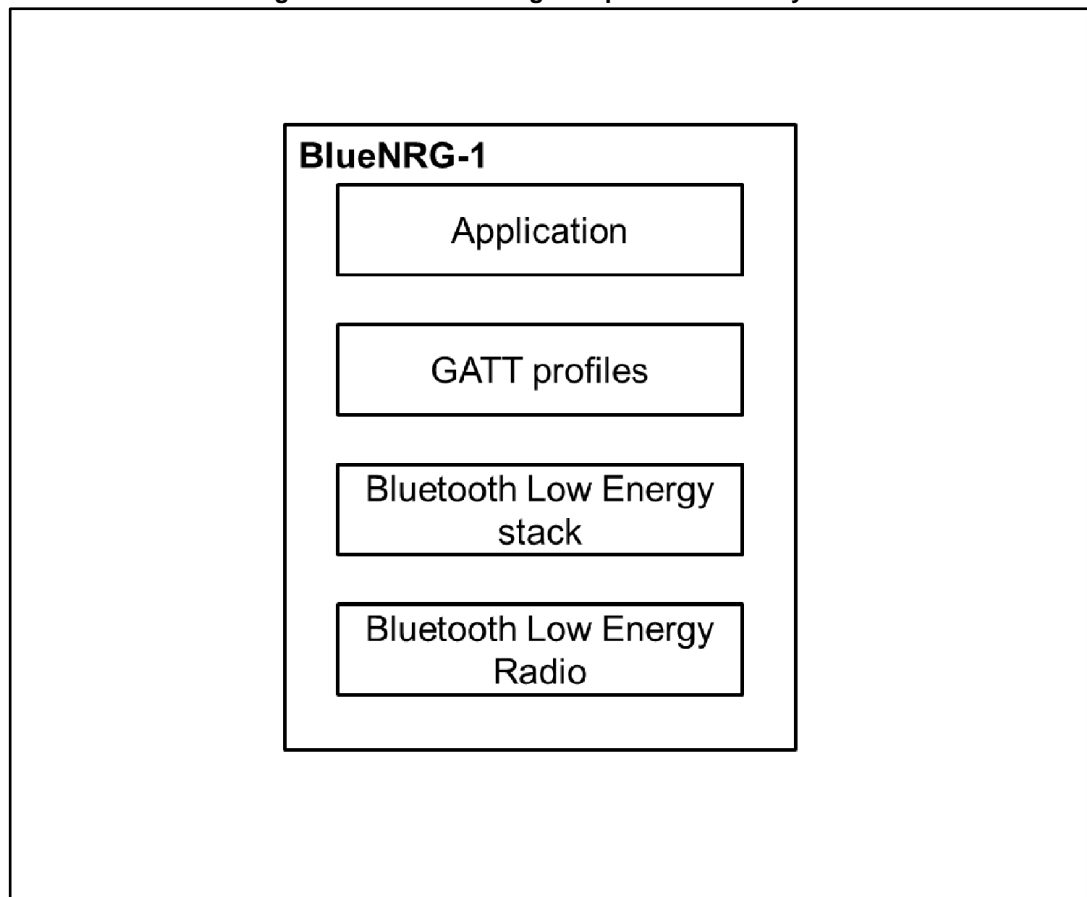 BlueNRG-1
Application
GATT profiles
Bluetooth Low Energy
stack
Bluetooth Low Energy
Radio